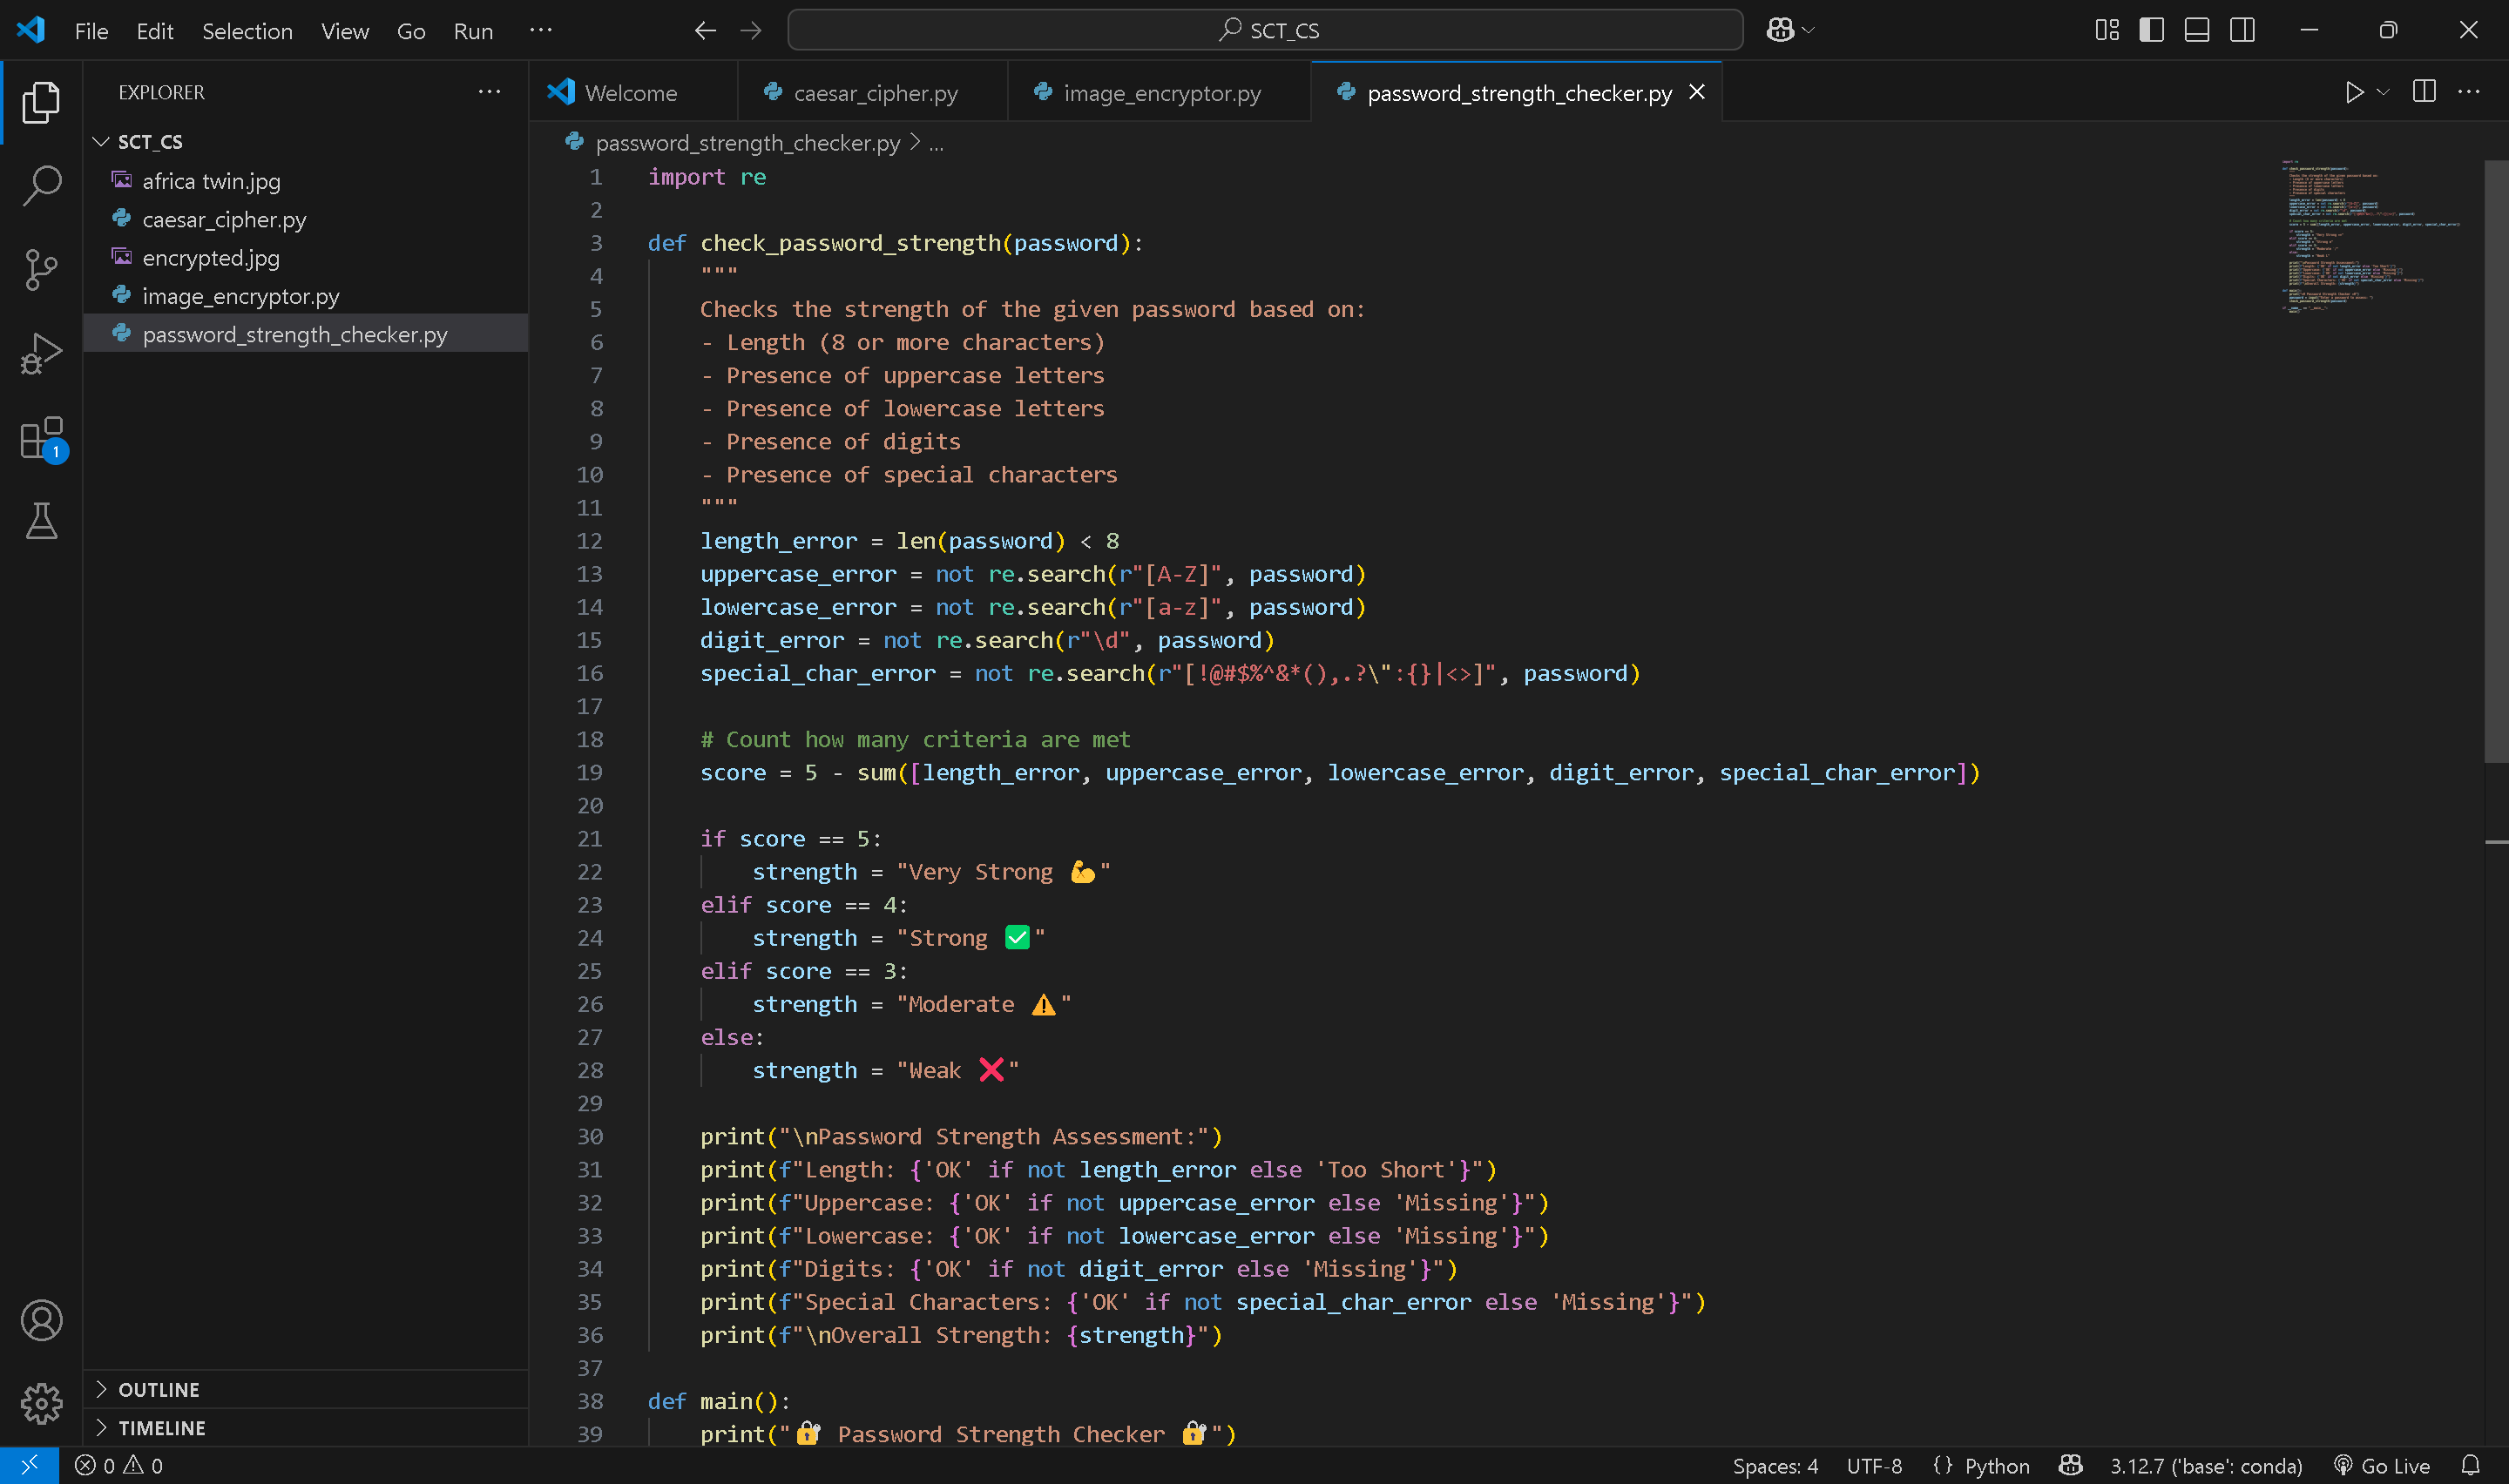 File Edit Selection View Go Run ···
SCT_CS
EXPLORER
SCT_CS
africa twin.jpg
caesar_cipher.py
encrypted.jpg
image_encryptor.py
password_strength_checker.py
1
OUTLINE
TIMELINE
Welcome caesar_cipher.py image_encryptor.py password_strength_checker.py
password_strength_checker.py > ...
1 import re
2
3 def check_password_strength(password):
4     """
5     Checks the strength of the given password based on:
6     - Length (8 or more characters)
7     - Presence of uppercase letters
8     - Presence of lowercase letters
9     - Presence of digits
10     - Presence of special characters
11     """
12     length_error = len(password) < 8
13     uppercase_error = not re.search(r"[A-Z]", password)
14     lowercase_error = not re.search(r"[a-z]", password)
15     digit_error = not re.search(r"\d", password)
16     special_char_error = not re.search(r"[!@#$%^&*(),.?\":{}|<>]", password)
17
18     # Count how many criteria are met
19     score = 5 - sum([length_error, uppercase_error, lowercase_error, digit_error, special_char_error])
20
21     if score == 5:
22         strength = "Very Strong 💪"
23     elif score == 4:
24         strength = "Strong ✅"
25     elif score == 3:
26         strength = "Moderate ⚠️"
27     else:
28         strength = "Weak ❌"
29
30     print("\nPassword Strength Assessment:")
31     print(f"Length: {'OK' if not length_error else 'Too Short'}")
32     print(f"Uppercase: {'OK' if not uppercase_error else 'Missing'}")
33     print(f"Lowercase: {'OK' if not lowercase_error else 'Missing'}")
34     print(f"Digits: {'OK' if not digit_error else 'Missing'}")
35     print(f"Special Characters: {'OK' if not special_char_error else 'Missing'}")
36     print(f"\nOverall Strength: {strength}")
37
38 def main():
39     print("🔐 Password Strength Checker 🔐")
0 0 Spaces: 4 UTF-8 {} Python 3.12.7 ('base': conda) Go Live